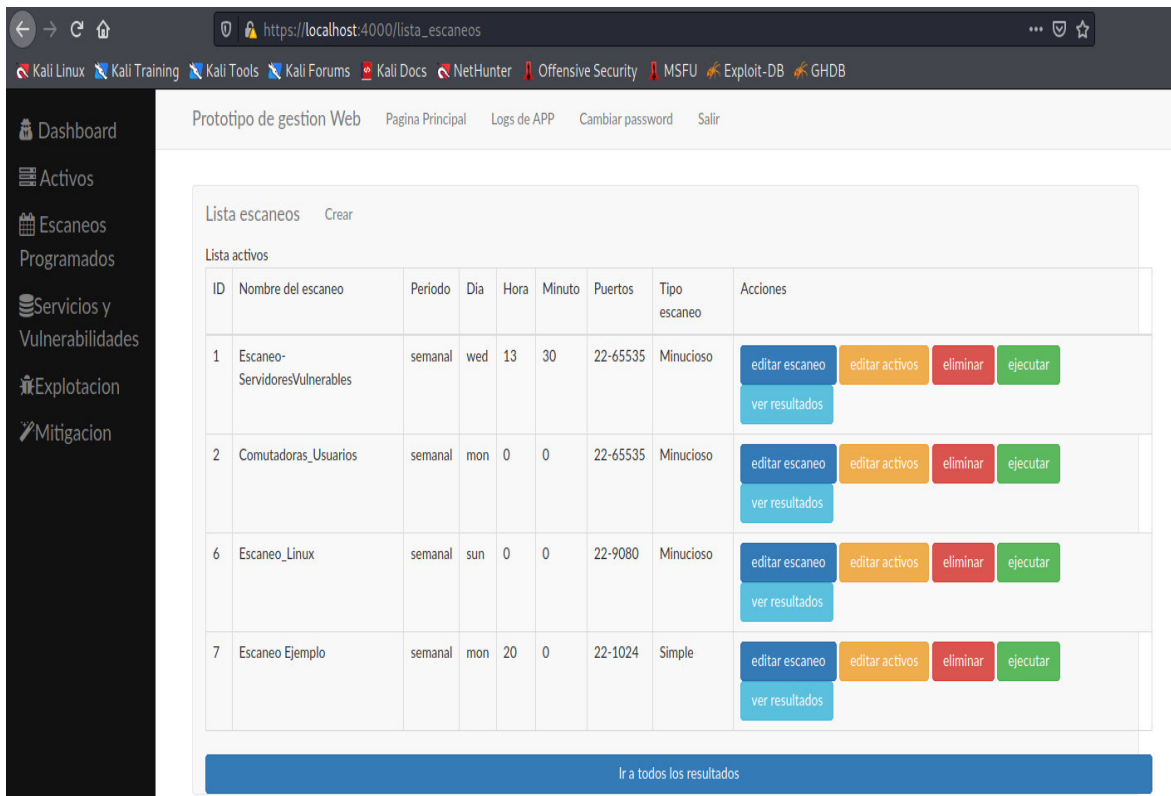 https://localhost:4000/lista_escaneos
Kali Linux Kali Training Kali Tools Kali Forums Kali Docs NetHunter Offensive Security MSFU Exploit-DB GHDB
Dashboard
Activos
Escaneos
Programados
Servicios y
Vulnerabilidades
Explotacion
Mitigacion
Prototipo de gestion Web Pagina Principal Logs de APP Cambiar password Salir
Lista escaneos Crear
Lista activos
ID Nombre del escaneo Periodo Dia Hora Minuto Puertos Tipo escaneo Acciones
1 Escaneo-ServidoresVulnerables semanal wed 13 30 22-65535 Minucioso editar escaneo editar activos eliminar ejecutar
ver resultados
2 Comutadoras_Usuarios semanal mon 0 0 22-65535 Minucioso editar escaneo editar activos eliminar ejecutar
ver resultados
6 Escaneo_Linux semanal sun 0 0 22-9080 Minucioso editar escaneo editar activos eliminar ejecutar
ver resultados
7 Escaneo Ejemplo semanal mon 20 0 22-1024 Simple editar escaneo editar activos eliminar ejecutar
ver resultados
Ir a todos los resultados